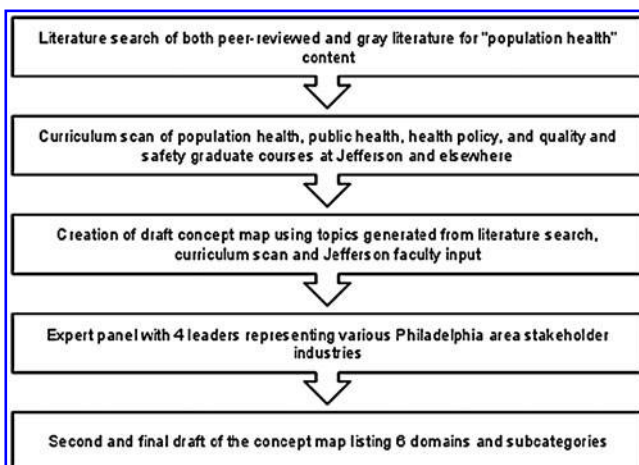 Literature search of both peer-reviewed and gray literature for "population health"
content
Curriculum scan of population health, public health, health policy, and quality and
safety graduate courses at Jefferson and elsewhere
Creation of draft concept map using topics generated from literature search,
curriculum scan and Jefferson faculty input
Expert panel with 4 leaders representing various Philadelphia area stakeholder
industries
Second and final draft of the concept map listing 6 domains and subcategories